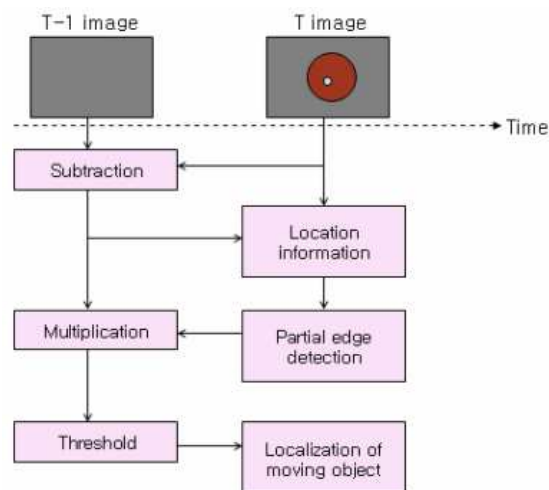 T-1 image
T image
Time
Subtraction
Location
information
Multiplication
Partial edge
detection
Threshold
Localization of
moving object